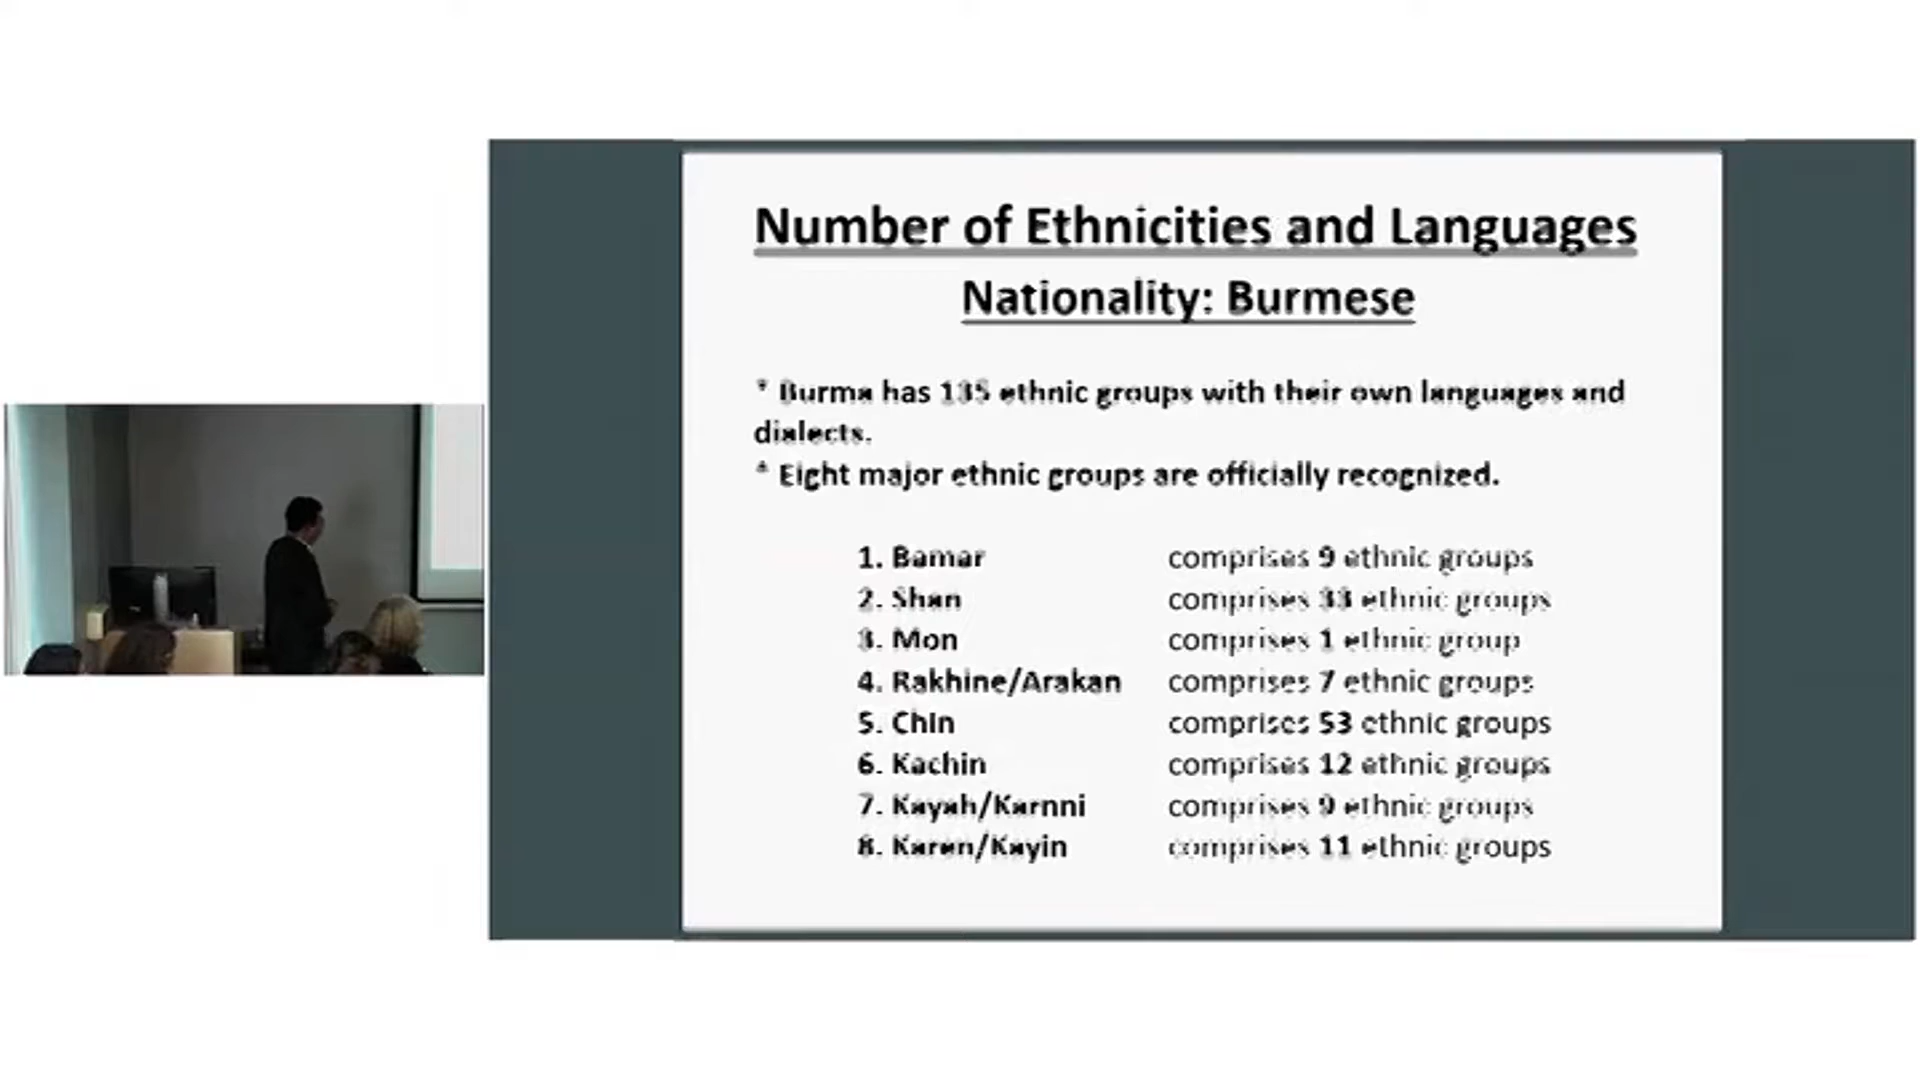 Number of Ethnicities and Languages
Nationality: Burmese
* Burma has 135 ethnic groups with their own languages and
dialects.
* Eight major ethnic groups are officially recognized.
1. Bamar comprises 9 ethnic groups
2. Shan comprises 33 ethnic groups
3. Mon comprises 1 ethnic group
4. Rakhine/Arakan comprises 7 ethnic groups
5. Chin comprises 53 ethnic groups
6. Kachin comprises 12 ethnic groups
7. Kayah/Karnni comprises 9 ethnic groups
8. Karen/Kayin comprises 11 ethnic groups